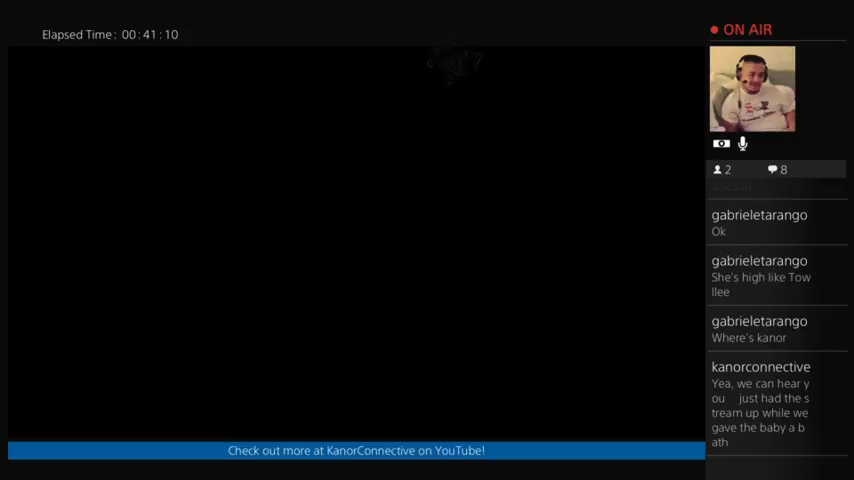 Elapsed Time: 00:41:10
ON AIR
2
8
gabrieletarango
Ok
gabrieletarango
She's high like Tow
llee
gabrieletarango
Where's kanor
kanorconnective
Yea, we can hear y
ou just had the s
tream up while we
gave the baby a b
ath
Check out more at KanorConnective on YouTube!